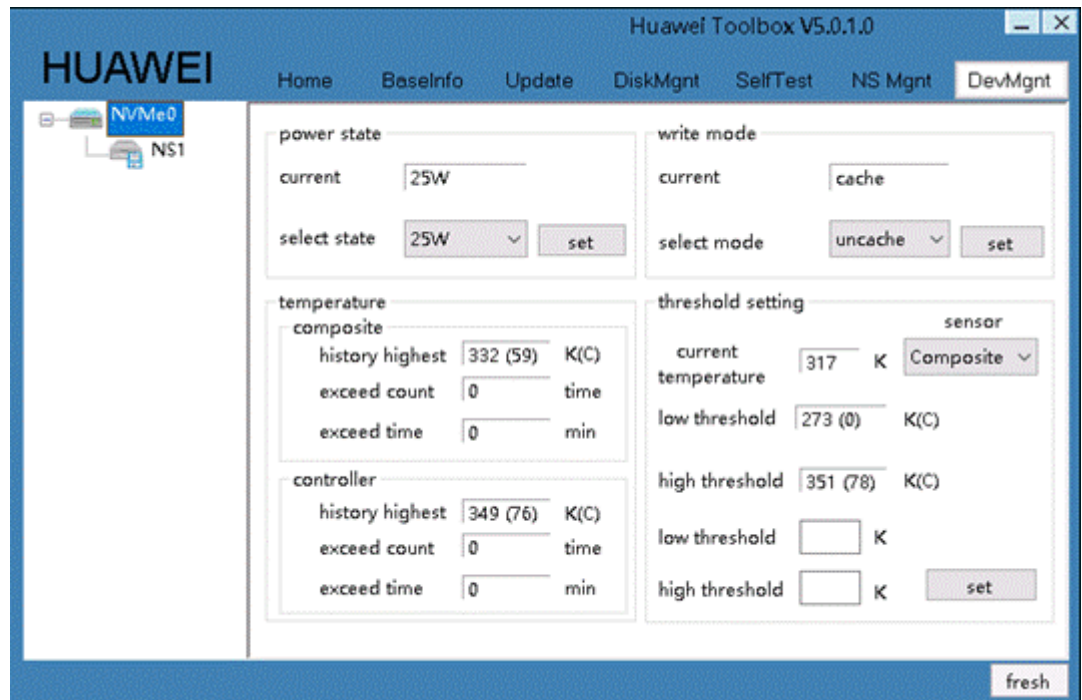 Huawei Toolbox V5.0.1.0
HUAWEI
Home BaseInfo Update DiskMgnt SelfTest NS Mgnt DevMgnt
NVMe0
NS1
power state
current 25W
select state 25W set
write mode
current cache
select mode uncache set
temperature
composite
history highest 332 (59) K(C)
exceed count 0 time
exceed time 0 min
controller
history highest 349 (76) K(C)
exceed count 0 time
exceed time 0 min
threshold setting
sensor
current
temperature 317 K Composite
low threshold 273 (0) K(C)
high threshold 351 (78) K(C)
low threshold K
high threshold K set
fresh